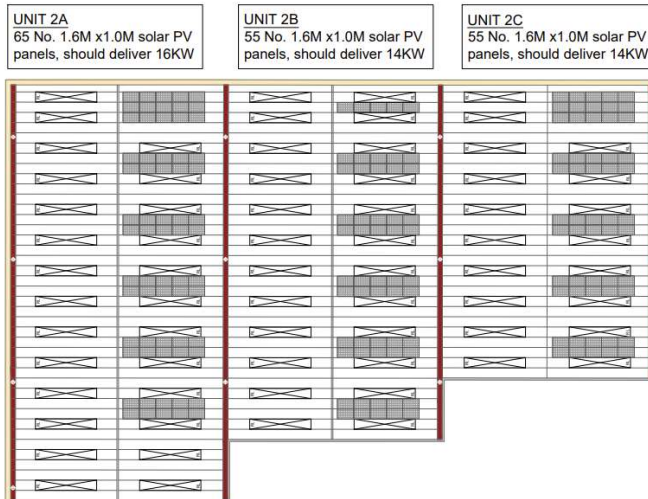 UNIT 2A
65 No. 1.6M x1.0M solar PV
panels, should deliver 16KW
UNIT 2B
55 No. 1.6M x1.0M solar PV
panels, should deliver 14KW
UNIT 2C
55 No. 1.6M x1.0M solar PV
panels, should deliver 14KW